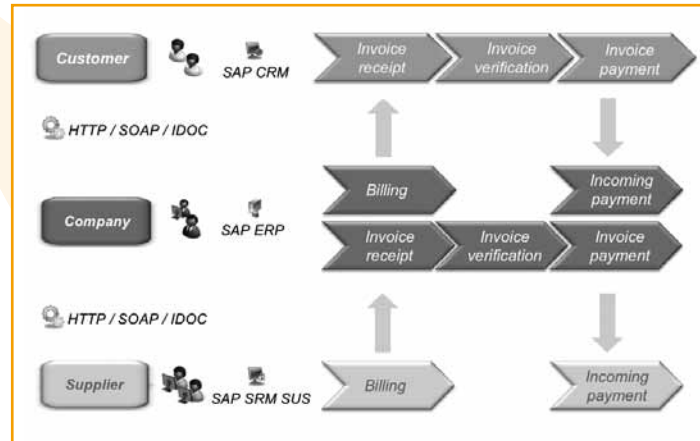 Customer
SAP CRM
Invoice
receipt
Invoice
verification
Invoice
payment
HTTP / SOAP / IDOC
Company
SAP ERP
Billing
Incoming
payment
Invoice
receipt
Invoice
verification
Invoice
payment
HTTP / SOAP / IDOC
Supplier
SAP SRM SUS
Billing
Incoming
payment